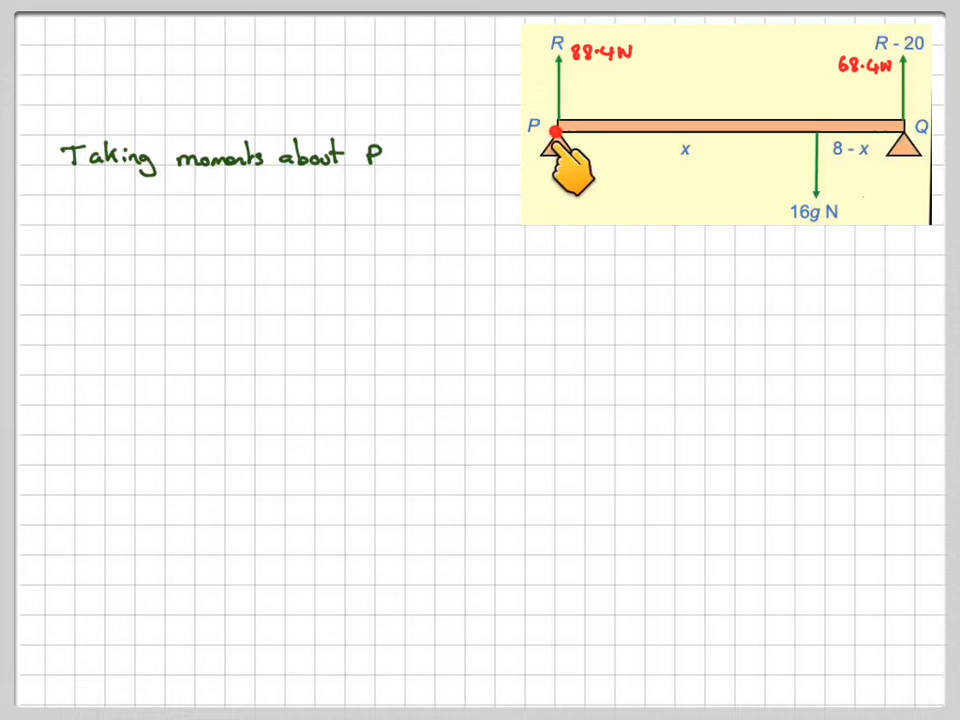 R 88.4N R - 20
68.4N
P Q
Taking moments about P
x 8 - x
16g N